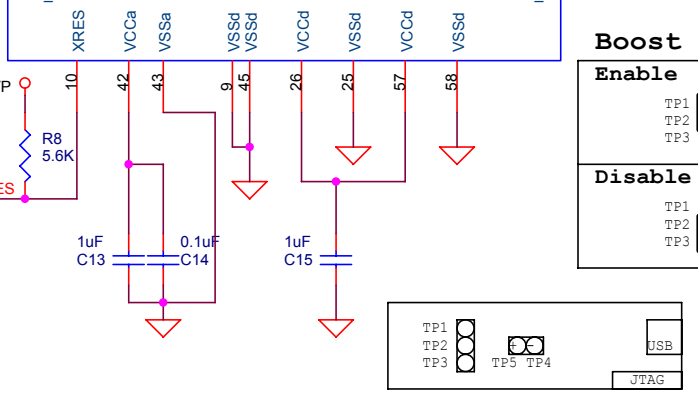 XRES
VCCa
VSSa
VSSd
VSSd
VCCd
VSSd
VCCd
VSSd
10
42
43
9
45
26
25
57
58
P
R8
5.6K
ES
1uF
C13
0.1uF
C14
1uF
C15
Boost
Enable
TP1
TP2
TP3
Disable
TP1
TP2
TP3
TP1
TP2
TP3
+ -
TP5 TP4
USB
JTAG